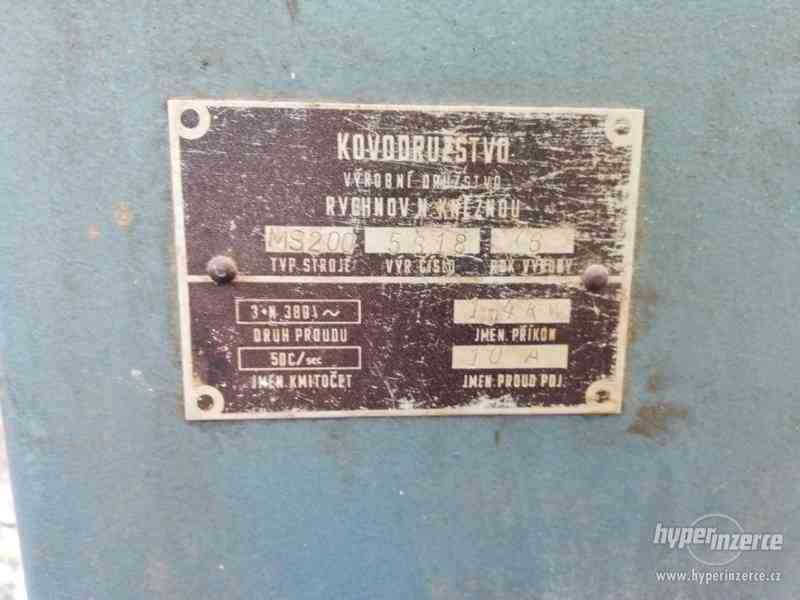 KOVODRUŽSTVO
VÝROBNÍ DRUŽSTVO
RYCHNOV N. KNĚŽNOU
MS200
TYP STROJE VÝR. ČÍSLO ROK VÝROBY
3+N 380V ~
DRUH PROUDU JMEN. PŘÍKON
50C/sec 10 A
JMEN. KMITOČET JMEN. PROUD POJ.
hyperinzerce
www.hyperinzerce.cz